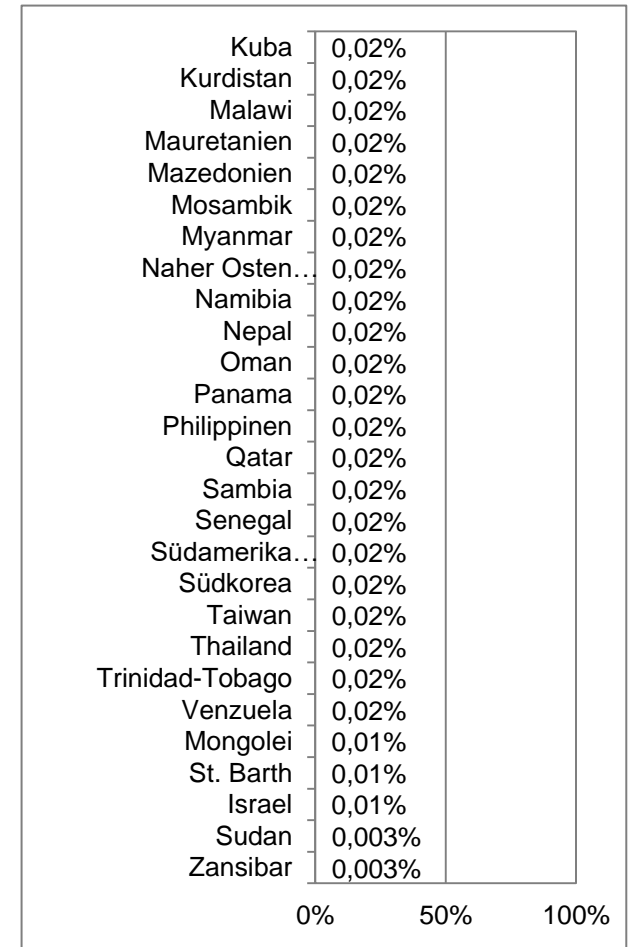 Kuba 0,02%
Kurdistan 0,02%
Malawi 0,02%
Mauretanien 0,02%
Mazedonien 0,02%
Mosambik 0,02%
Myanmar 0,02%
Naher Osten… 0,02%
Namibia 0,02%
Nepal 0,02%
Oman 0,02%
Panama 0,02%
Philippinen 0,02%
Qatar 0,02%
Sambia 0,02%
Senegal 0,02%
Südamerika… 0,02%
Südkorea 0,02%
Taiwan 0,02%
Thailand 0,02%
Trinidad-Tobago 0,02%
Venzuela 0,02%
Mongolei 0,01%
St. Barth 0,01%
Israel 0,01%
Sudan 0,003%
Zansibar 0,003%
0% 50% 100%